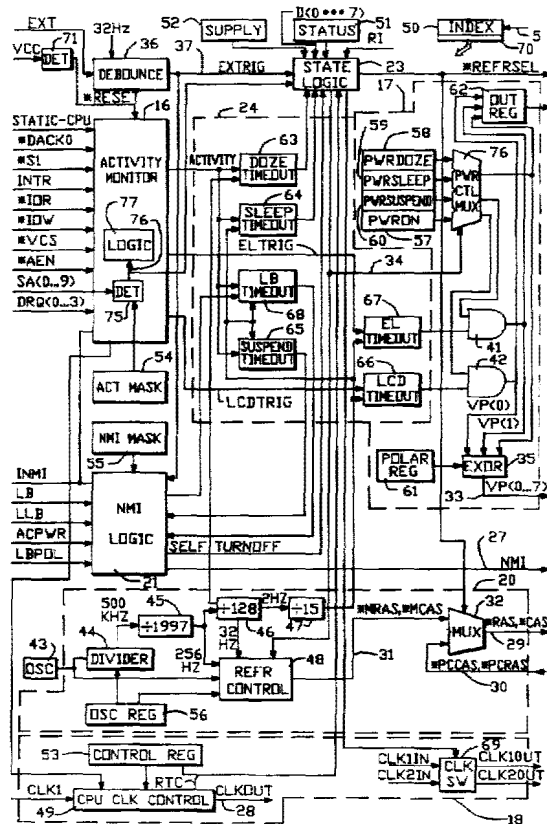 52 SUPPLY
D(0•••7) 51
STATUS RI
50 INDEX 5
70
EXT 32Hz 36
VCC 71 DET DEBOUNCE 37 EXTRIG STATE LOGIC 23 *REFRSEL
*RESET 16 24 17 62 OUT REG
STATIC-CPU
*DACK0
*S1
INTR
*IOR
*IOW
*VCS
*AEN
SA(0..9)
DRQ(0...3)
ACTIVITY MONITOR
77 LOGIC 76
DET
75
ACTIVITY 63
DOZE TIMEOUT
64
SLEEP TIMEOUT
ELTRIG
LB TIMEOUT
68
65
SUSPEND TIMEOUT
LCDTRIG
59 58
PWRDOZE
PWRSLEEP
PWRSUSPEND
PWRON
60 57
76
PWR CTL MUX
34
67
EL TIMEOUT
66
LCD TIMEOUT
41
42
VP(0)
VP(1)
54
ACT MASK
NMI MASK
55
POLAR REG
61
EXOR 35
33 VP(0..7)
INMI
LB
LLB
ACPWR
LBPOL
NMI LOGIC
21
SELF TURNOFF
27
NMI
20
500 KHZ 45
÷1997
÷128
46
2HZ
÷15
47
*MRAS,*MCAS
32
MUX
*RAS,*CAS
29
43 OSC
44 DIVIDER
256 HZ
32 HZ
REFR CONTROL
48
31
*PCCAS,*PCRAS
30
OSC REG 56
53 CONTROL REG
RTC
CLK1 CPU CLK CONTROL CLKOUT
49 28
69
CLK1IN CLK SW CLK1OUT
CLK2IN CLK2OUT
18